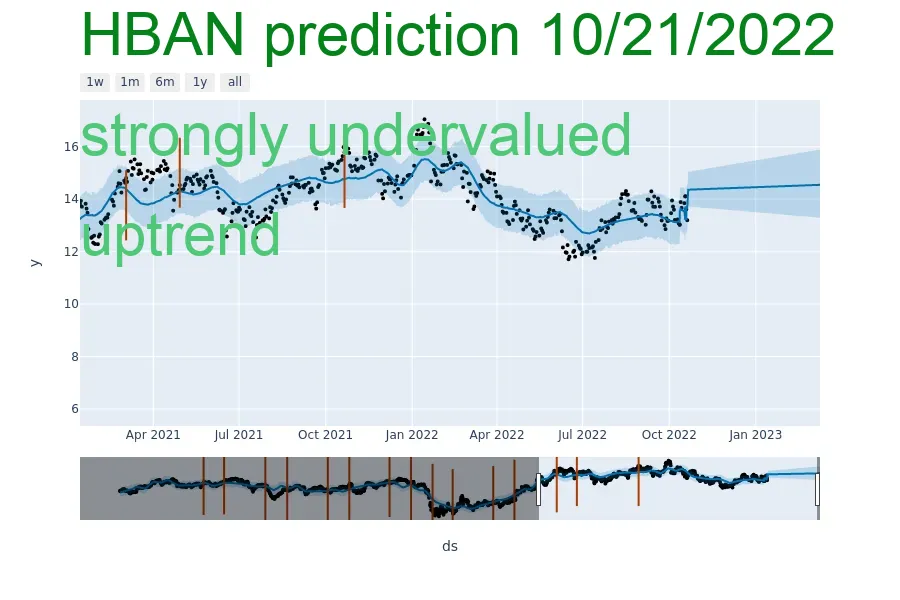 HBAN prediction 10/21/2022
1w 1m 6m 1y all
strongly undervalued
uptrend
16
14
12
10
8
6
y
Apr 2021 Jul 2021 Oct 2021 Jan 2022 Apr 2022 Jul 2022 Oct 2022 Jan 2023
ds